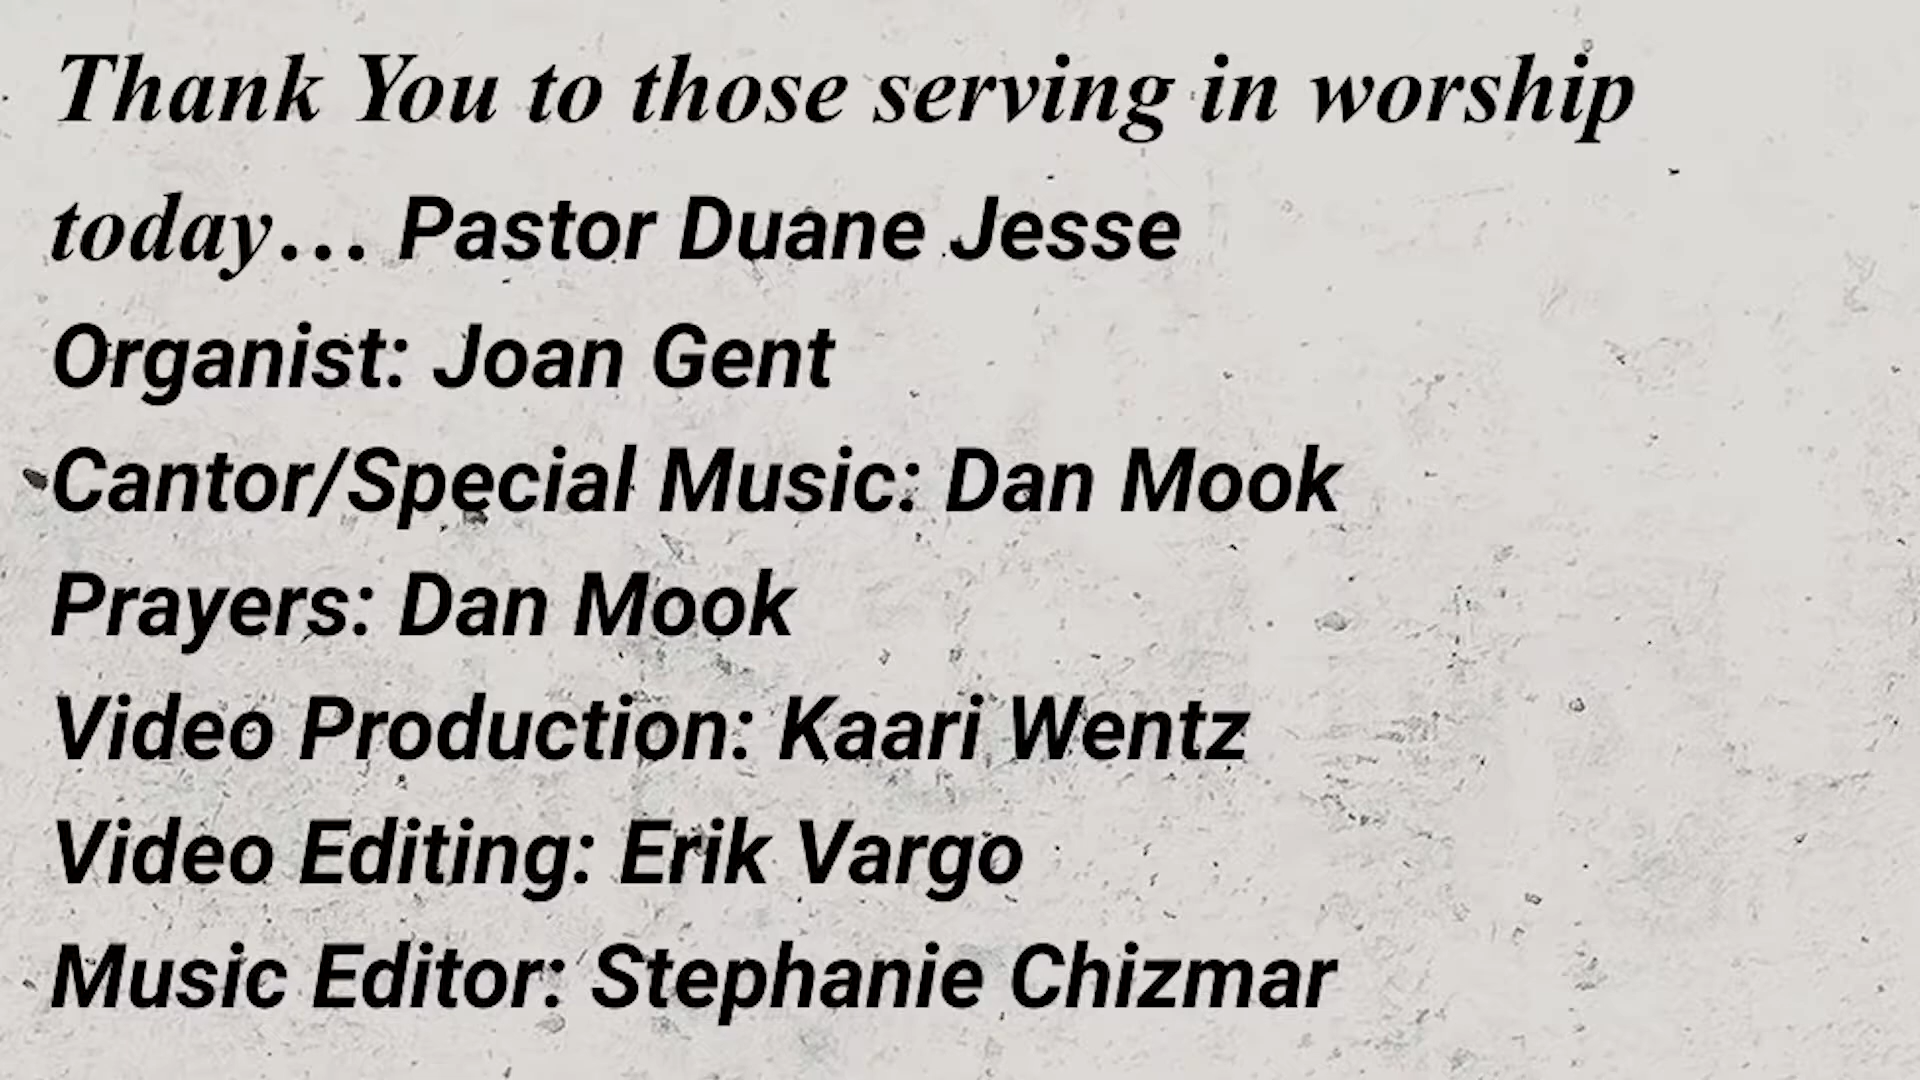 Thank You to those serving in worship
today… Pastor Duane Jesse
Organist: Joan Gent
Cantor/Special Music: Dan Mook
Prayers: Dan Mook
Video Production: Kaari Wentz
Video Editing: Erik Vargo
Music Editor: Stephanie Chizmar